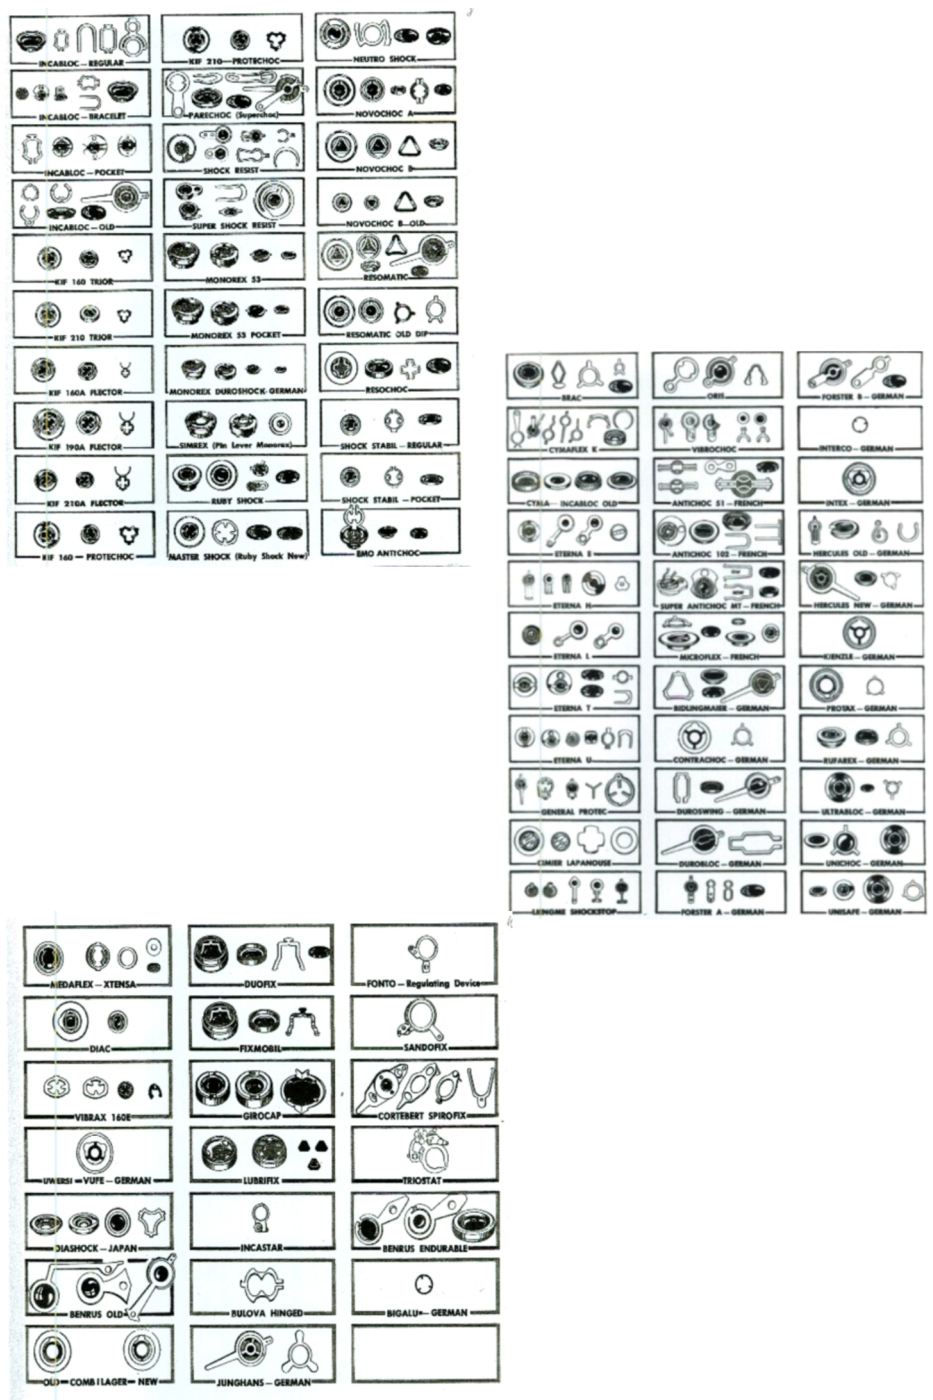 INCABLOC—REGULAR
KIF 210—PROTECHOC
NEUTRO SHOCK
INCABLOC—BRACELET
PARECHOC (Superchoc)
NOVOCHOC A
INCABLOC—POCKET
SHOCK RESIST
NOVOCHOC B
INCABLOC—OLD
SUPER SHOCK RESIST
NOVOCHOC B—OLD
KIF 160 TRIOR
MONOREX 53
RESOMATIC
KIF 210 TRIOR
MONOREX 53 POCKET
RESOMATIC OLD DIP
KIF 160A FLECTOR
MONOREX DUROSHOCK-GERMAN
RESOCHOC
KIF 190A FLECTOR
SIMREX (Pin Lever Monorex)
SHOCK STABIL—REGULAR
KIF 210A FLECTOR
RUBY SHOCK
SHOCK STABIL—POCKET
KIF 160—PROTECHOC
MASTER SHOCK (Ruby Shock New)
EMO ANTICHOC
BRAC
ORIS
FORSTER B—GERMAN
CYMAFLEX K
VIBROCHOC
INTERCO—GERMAN
CYMA—INCABLOC OLD
ANTICHOC 51—FRENCH
INTEX—GERMAN
ETERNA E
ANTICHOC 102—FRENCH
HERCULES OLD—GERMAN
ETERNA H
SUPER ANTICHOC MT—FRENCH
HERCULES NEW—GERMAN
ETERNA L
MICROFLEX—FRENCH
KIENZLE—GERMAN
ETERNA T
BIDLINGMAIER—GERMAN
PROTAX—GERMAN
ETERNA U
CONTRACHOC—GERMAN
RUFAREX—GERMAN
GENERAL PROTEC
DUROSWING—GERMAN
ULTRABLOC—GERMAN
CIMIER LAPANOUSE
DUROBLOC—GERMAN
UNICHOC—GERMAN
SHOCKSTOP
FORSTER A—GERMAN
UNISAFE—GERMAN
MEDAFLEX—XTENSA
DUOFIX
FONTO—Regulating Device
DIAC
FIXMOBIL
SANDOFIX
VIBRAX 160E
GIROCAP
CORTEBERT SPIROFIX
UWERSI—VUFE—GERMAN
LUBRIFIX
TRIOSTAT
DIASHOCK—JAPAN
INCASTAR
BENRUS ENDURABLE
BENRUS OLD
BULOVA HINGED
BIGALU—GERMAN
OLD—COMBILAGER—NEW
JUNGHANS—GERMAN